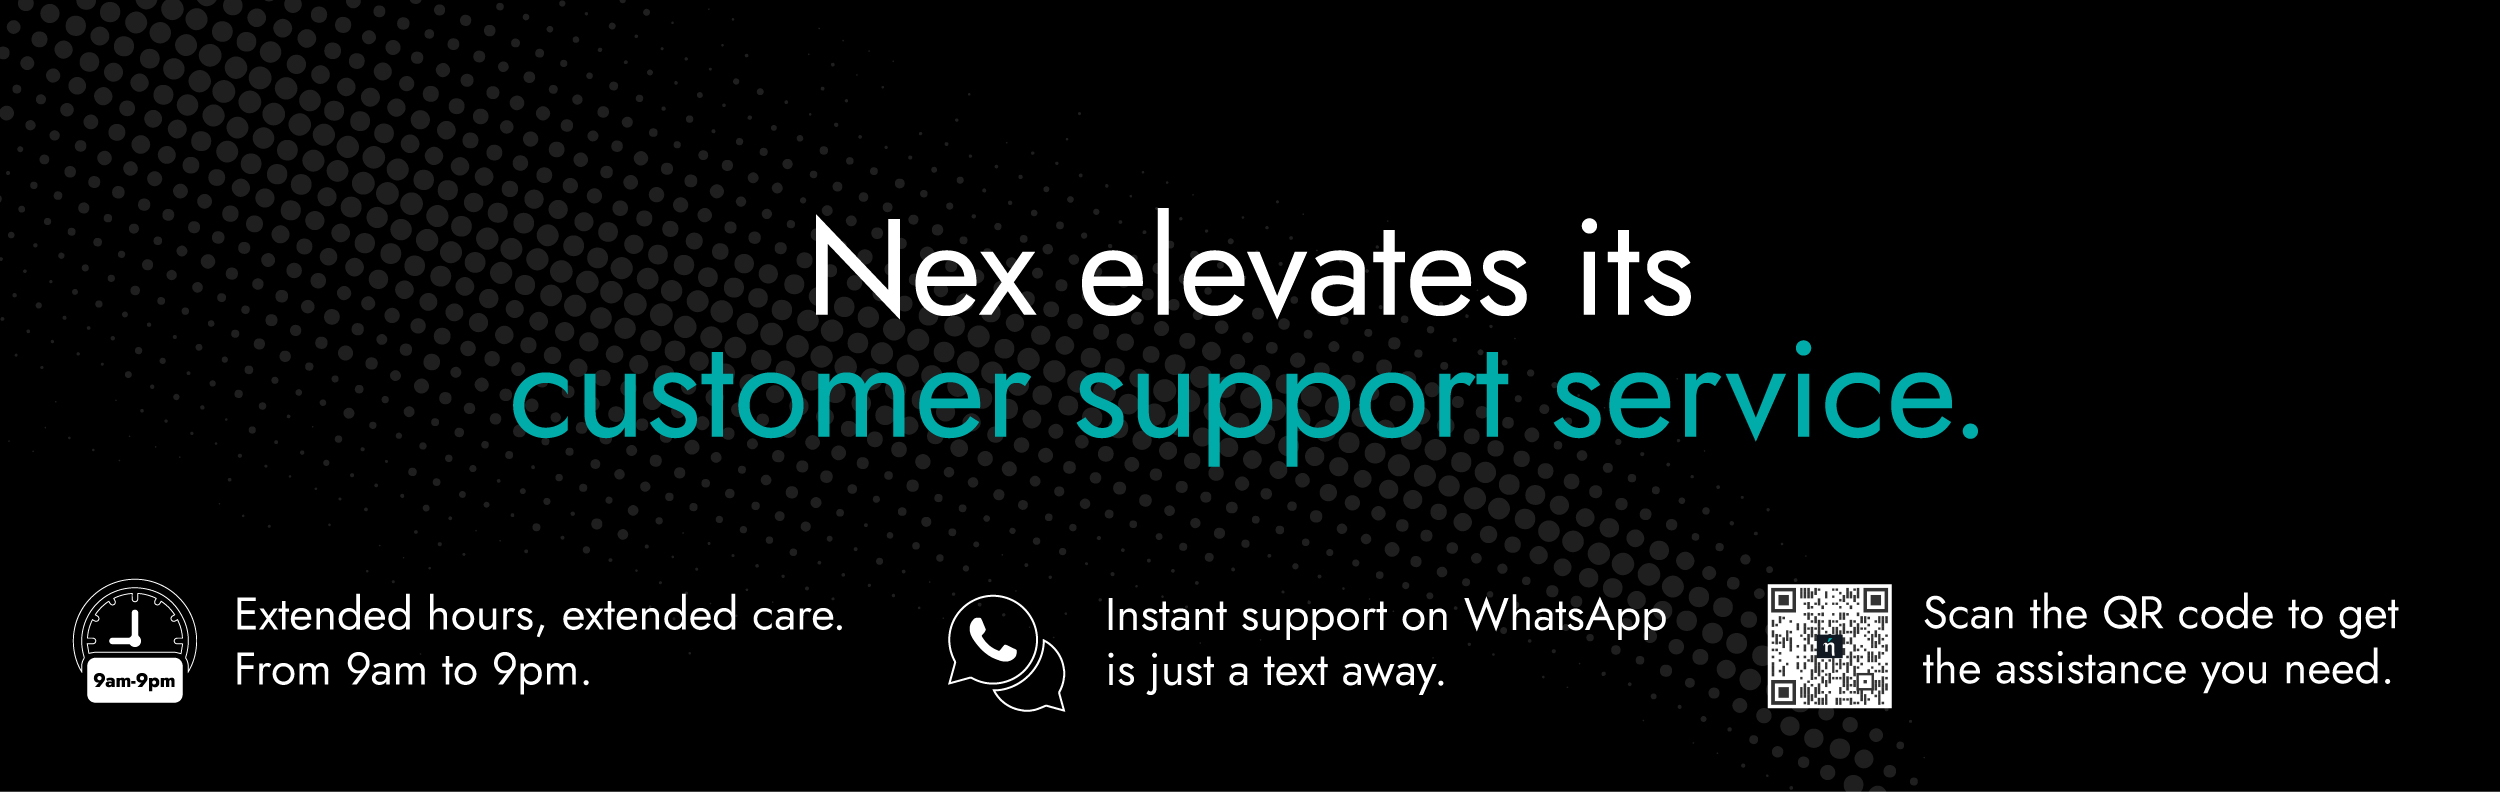 Nex elevates its
customer support service.
9am-9pm
Extended hours, extended care.
From 9am to 9pm.
Instant support on WhatsApp
is just a text away.
ή
Scan the QR code to get
the assistance you need.